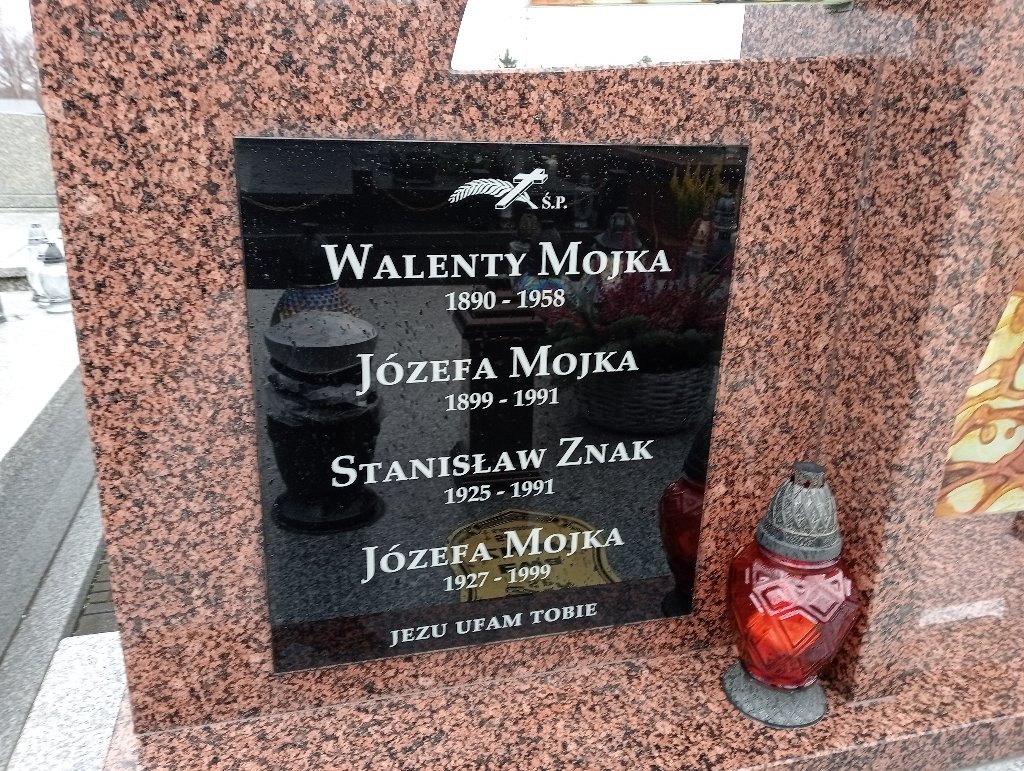 Ś.P.
WALENTY MOJKA
1890 - 1958
JÓZEFA MOJKA
1899 - 1991
STANISŁAW ZNAK
1925 - 1991
JÓZEFA MOJKA
1927 - 1999
JEZU UFAM TOBIE